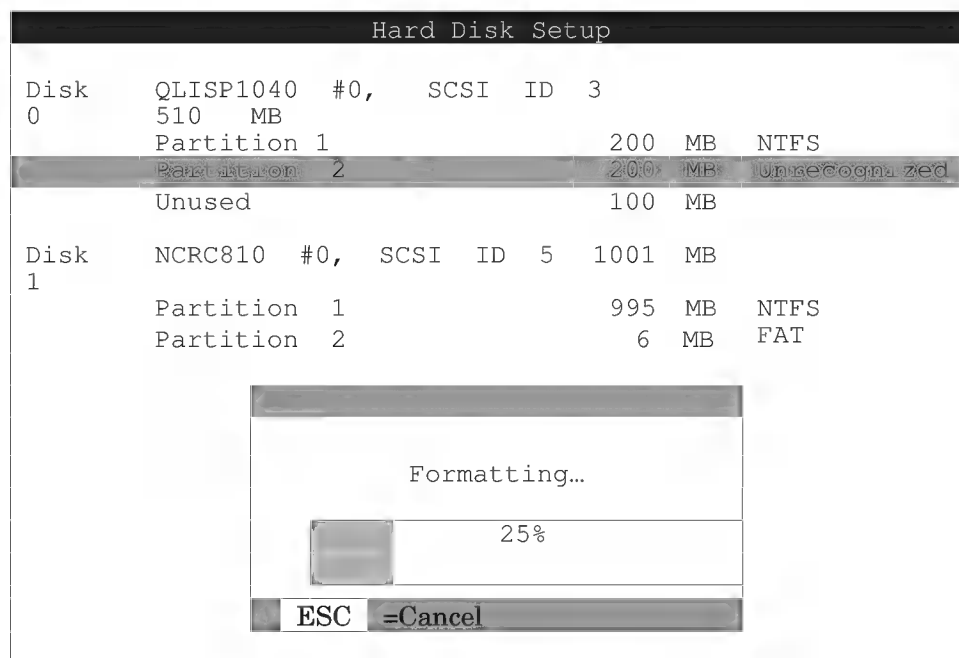 Hard Disk Setup
Disk QLISP1040 #0, SCSI ID 3
0 510 MB
Partition 1 200 MB NTFS
Partition 2 200 MB Unrecognized
Unused 100 MB
Disk NCRC810 #0, SCSI ID 5 1001 MB
1
Partition 1 995 MB NTFS
Partition 2 6 MB FAT
Formatting…
25%
ESC =Cancel